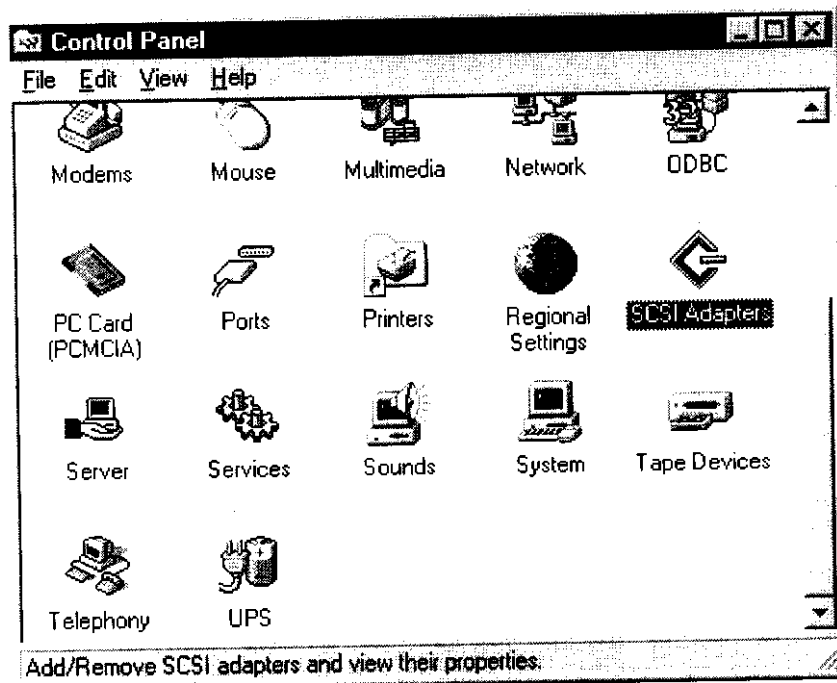 Control Panel
File Edit View Help
Modems Mouse Multimedia Network 32 ODBC
PC Card (PCMCIA) Ports Printers Regional Settings SCSI Adapters
Server Services Sounds System Tape Devices
Telephony UPS
Add/Remove SCSI adapters and view their properties.